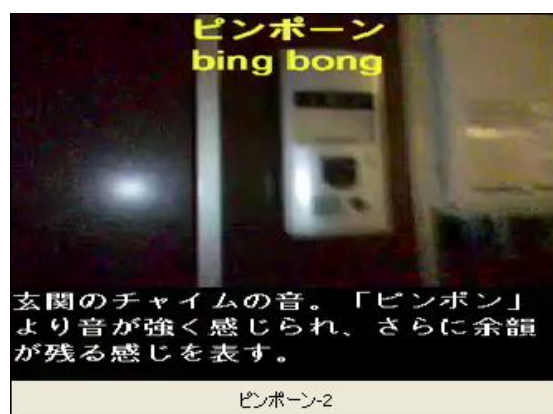 ピンポーン
bing bong
玄関のチャイムの音。「ピンポン」
より音が強く感じられ、さらに余韻
が残る感じを表す。
ピンポーン-2